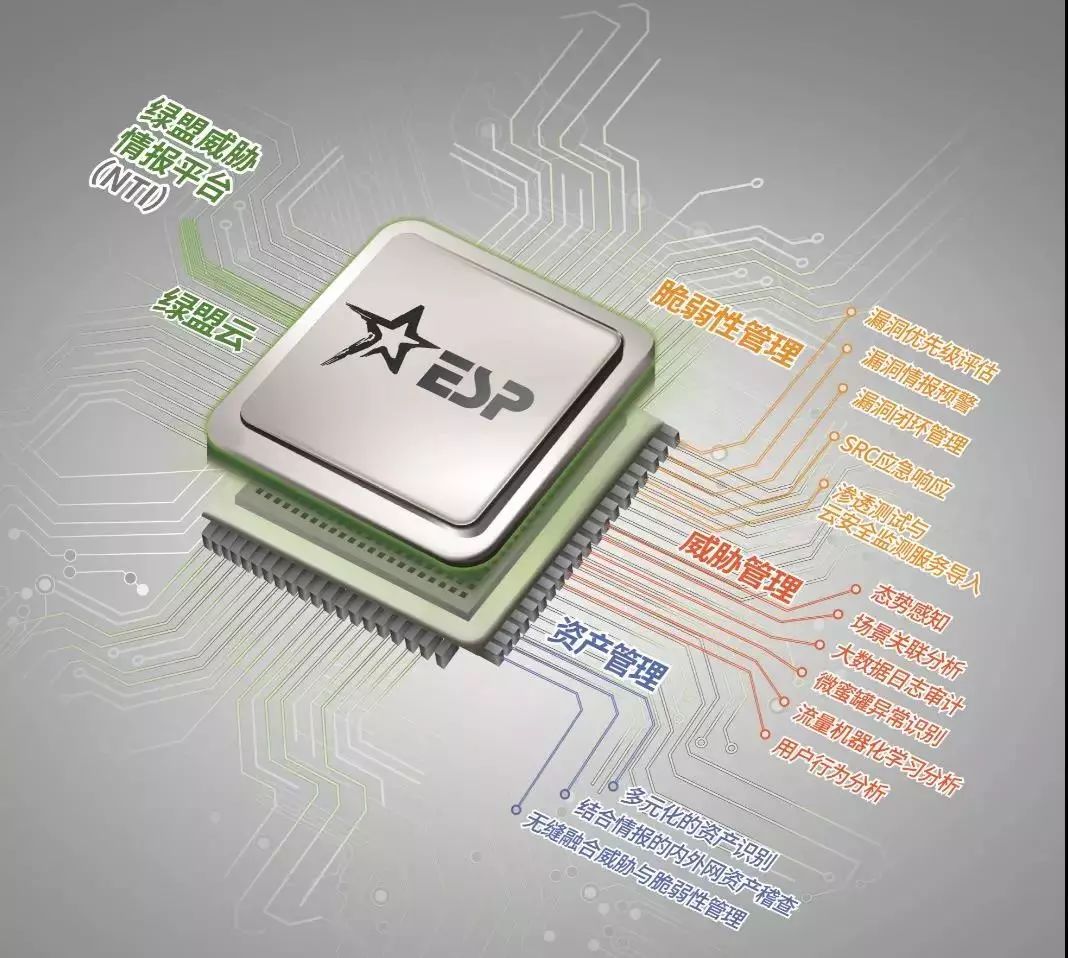 绿盟威胁
情报平台
(NTI)
绿盟云
ESP
脆弱性管理
漏洞优先级评估
漏洞情报预警
漏洞闭环管理
SRC应急响应
渗透测试与
云安全监测服务导入
威胁管理
态势感知
场景关联分析
大数据日志审计
微蜜罐异常识别
流量机器化学习分析
用户行为分析
资产管理
多元化的资产识别
结合情报的内外网资产稽查
无缝融合威胁与脆弱性管理